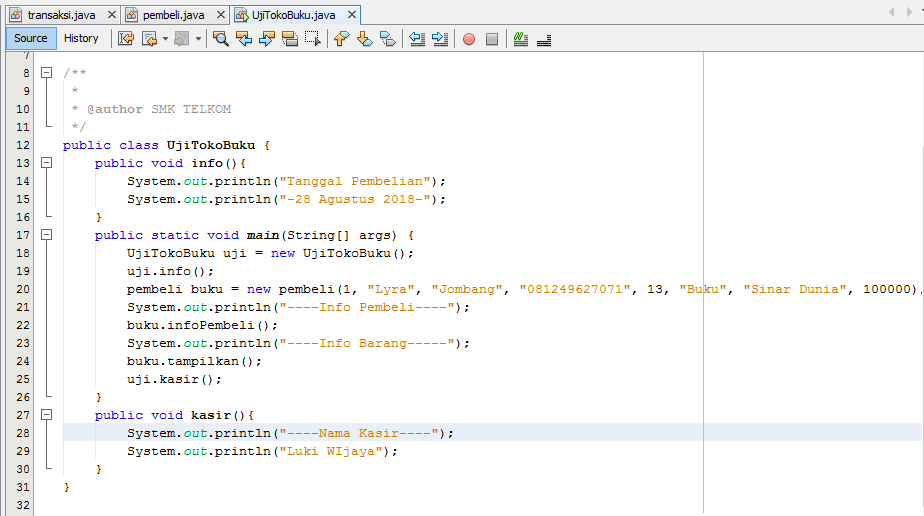 transaksi.java pembeli.java UjiTokoBuku.java
Source History
7
8 /**
9 *
10 * @author SMK TELKOM
11 */
12 public class UjiTokoBuku {
13 public void info(){
14 System.out.println("Tanggal Pembelian");
15 System.out.println("-28 Agustus 2018-");
16 }
17 public static void main(String[] args) {
18 UjiTokoBuku uji = new UjiTokoBuku();
19 uji.info();
20 pembeli buku = new pembeli(1, "Lyra", "Jombang", "081249627071", 13, "Buku", "Sinar Dunia", 100000)
21 System.out.println("----Info Pembeli----");
22 buku.infoPembeli();
23 System.out.println("----Info Barang-----");
24 buku.tampilkan();
25 uji.kasir();
26 }
27 public void kasir(){
28 System.out.println("----Nama Kasir----");
29 System.out.println("Luki WIjaya");
30 }
31 }
32